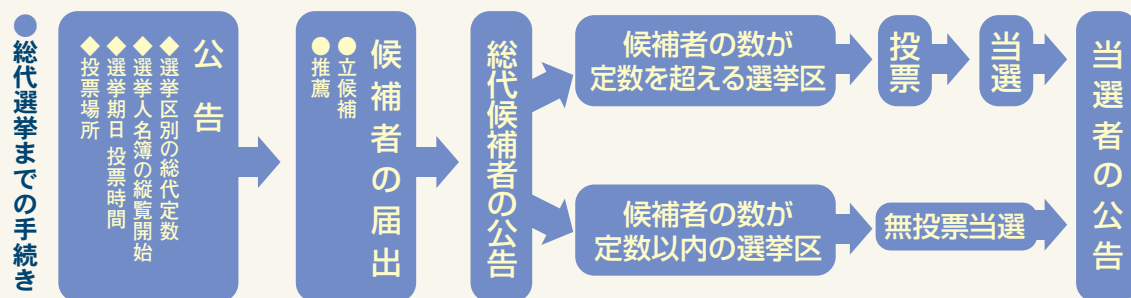 ●総代選挙までの手続き
公告
◆選挙区別の総代定数
◆選挙人名簿の縦覧開始
◆選挙期日 投票時間
◆投票場所
候補者の届出
●立候補
●推薦
総代候補者の公告
候補者の数が
定数を超える選挙区
投票
当選
候補者の数が
定数以内の選挙区
無投票当選
当選者の公告